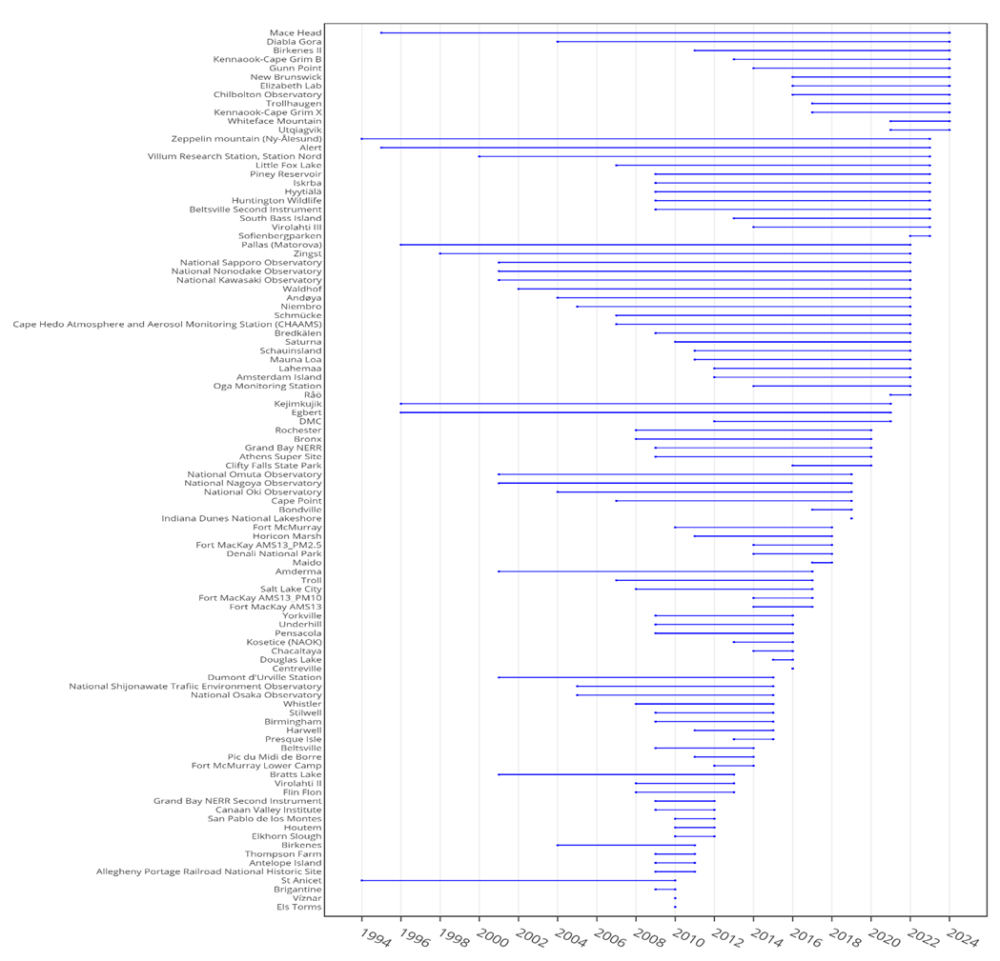 Mace Head
Diabla Gora
Birkenes II
Kennaook-Cape Grim B
Gunn Point
New Brunswick
Elizabeth Lab
Chilbolton Observatory
Trollhaugen
Kennaook-Cape Grim X
Whiteface Mountain
Utqiagvik
Zeppelin mountain (Ny-Ålesund)
Alert
Villum Research Station, Station Nord
Little Fox Lake
Piney Reservoir
Iskrba
Hyytiälä
Huntington Wildlife
Beltsville Second Instrument
South Bass Island
Virolahti III
Sofienbergparken
Pallas (Matorova)
Zingst
National Sapporo Observatory
National Nonodake Observatory
National Kawasaki Observatory
Waldhof
Andøya
Niembro
Schmücke
Cape Hedo Atmosphere and Aerosol Monitoring Station (CHAAMS)
Bredkälen
Saturna
Schauinsland
Mauna Loa
Lahemaa
Amsterdam Island
Oga Monitoring Station
Råö
Kejimkujik
Egbert
DMC
Rochester
Bronx
Grand Bay NERR
Athens Super Site
Clifty Falls State Park
National Omuta Observatory
National Nagoya Observatory
National Oki Observatory
Cape Point
Bondville
Indiana Dunes National Lakeshore
Fort McMurray
Horicon Marsh
Fort MacKay AMS13_PM2.5
Denali National Park
Maido
Amderma
Troll
Salt Lake City
Fort MacKay AMS13_PM10
Fort MacKay AMS13
Yorkville
Underhill
Pensacola
Kosetice (NAOK)
Chacaltaya
Douglas Lake
Centreville
Dumont d'Urville Station
National Shijonawate Trafiic Environment Observatory
National Osaka Observatory
Whistler
Stilwell
Birmingham
Harwell
Presque Isle
Beltsville
Pic du Midi de Borre
Fort McMurray Lower Camp
Bratts Lake
Virolahti II
Flin Flon
Grand Bay NERR Second Instrument
Canaan Valley Institute
San Pablo de los Montes
Houtem
Elkhorn Slough
Birkenes
Thompson Farm
Antelope Island
Allegheny Portage Railroad National Historic Site
St Anicet
Brigantine
Víznar
Els Torms
1994 1996 1998 2000 2002 2004 2006 2008 2010 2012 2014 2016 2018 2020 2022 2024